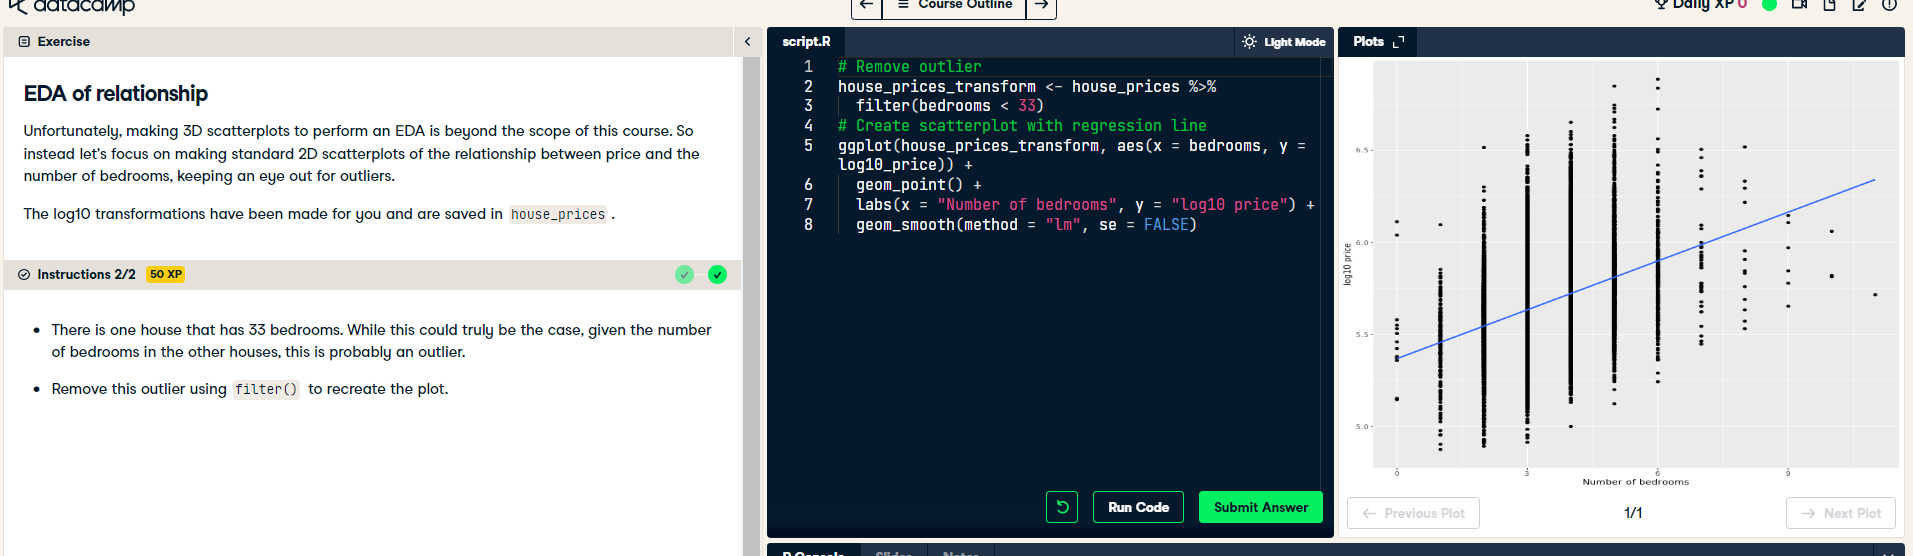 datacamp
Course Outline
Daily XP 0
Exercise
EDA of relationship
Unfortunately, making 3D scatterplots to perform an EDA is beyond the scope of this course. So
instead let's focus on making standard 2D scatterplots of the relationship between price and the
number of bedrooms, keeping an eye out for outliers.
The log10 transformations have been made for you and are saved in house_prices .
Instructions 2/2 50 XP
There is one house that has 33 bedrooms. While this could truly be the case, given the number
of bedrooms in the other houses, this is probably an outlier.
Remove this outlier using filter() to recreate the plot.
script.R
Light Mode
1 # Remove outlier
2 house_prices_transform <- house_prices %>%
3 filter(bedrooms < 33)
4 # Create scatterplot with regression line
5 ggplot(house_prices_transform, aes(x = bedrooms, y =
log10_price)) +
6 geom_point() +
7 labs(x = "Number of bedrooms", y = "log10 price") +
8 geom_smooth(method = "lm", se = FALSE)
Run Code
Submit Answer
R Console
Slides
Notes
Plots
6.5
6.0
5.5
5.0
log10 price
0 3 6 9
Number of bedrooms
Previous Plot
1/1
Next Plot